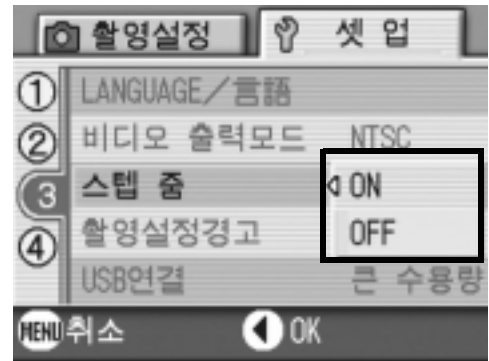 촬영설정 셋 업
① LANGUAGE/言語
② 비디오 출력모드 NTSC
3 스텝 줌 ON
④ 촬영설정경고 OFF
USB연결 큰 수용량
MENU 취소 OK